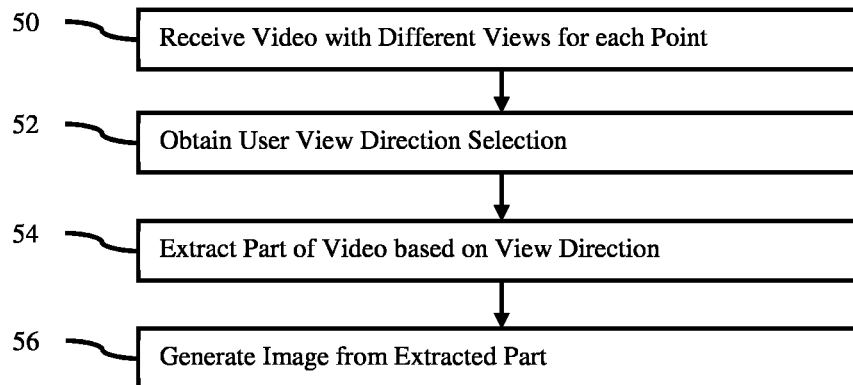 50
Receive Video with Different Views for each Point
52
Obtain User View Direction Selection
54
Extract Part of Video based on View Direction
56
Generate Image from Extracted Part